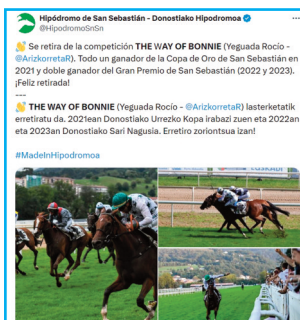 Hipódromo de San Sebastián - Donostiako Hipodromoa
@HipodromoSnSn
Se retira de la competición THE WAY OF BONNIE (Yeguada Rocío -
@ArizkorretaR). Todo un ganador de la Copa de Oro de San Sebastián en
2021 y doble ganador del Gran Premio de San Sebastián (2022 y 2023).
¡Feliz retirada!
...
THE WAY OF BONNIE (Yeguada Rocío - @ArizkorretaR) lasterketatik
erretiratu da. 2021ean Donostiako Urrezko Kopa irabazi zuen eta 2022an
eta 2023an Donostiako Sari Nagusia. Erretiro zoriontsua izan!
#MadeInHipodromoa